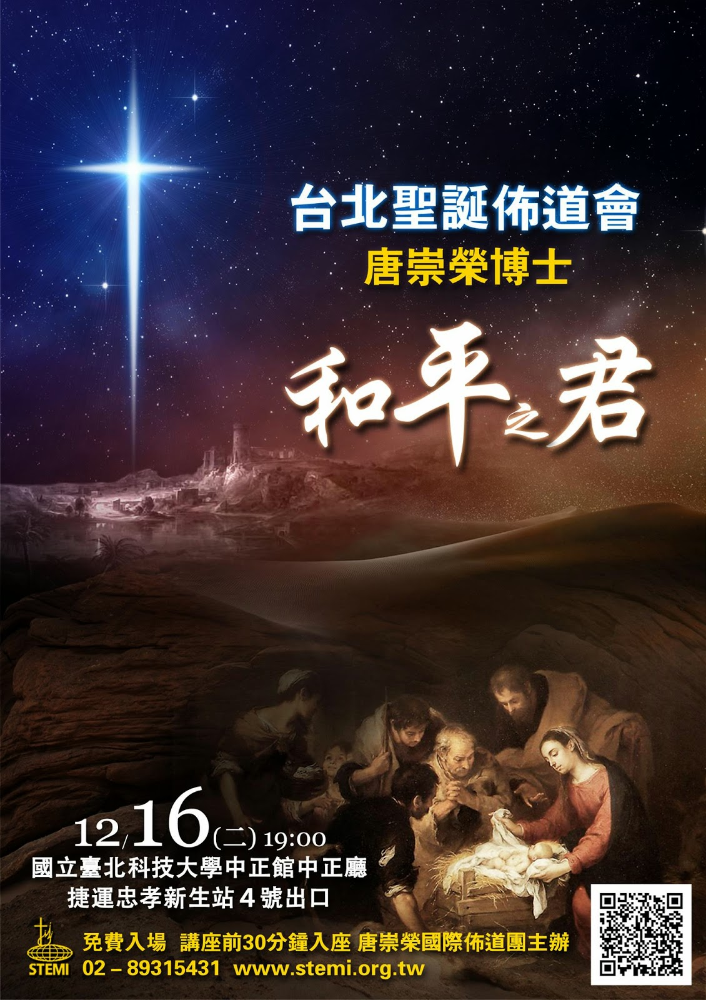 台北聖誕佈道會
唐崇榮博士
和平之君
12/16(二) 19:00
國立臺北科技大學中正館中正廳
捷運忠孝新生站4號出口
免費入場 講座前30分鐘入座 唐崇榮國際佈道團主辦
STEMI
02－89315431 www.stemi.org.tw